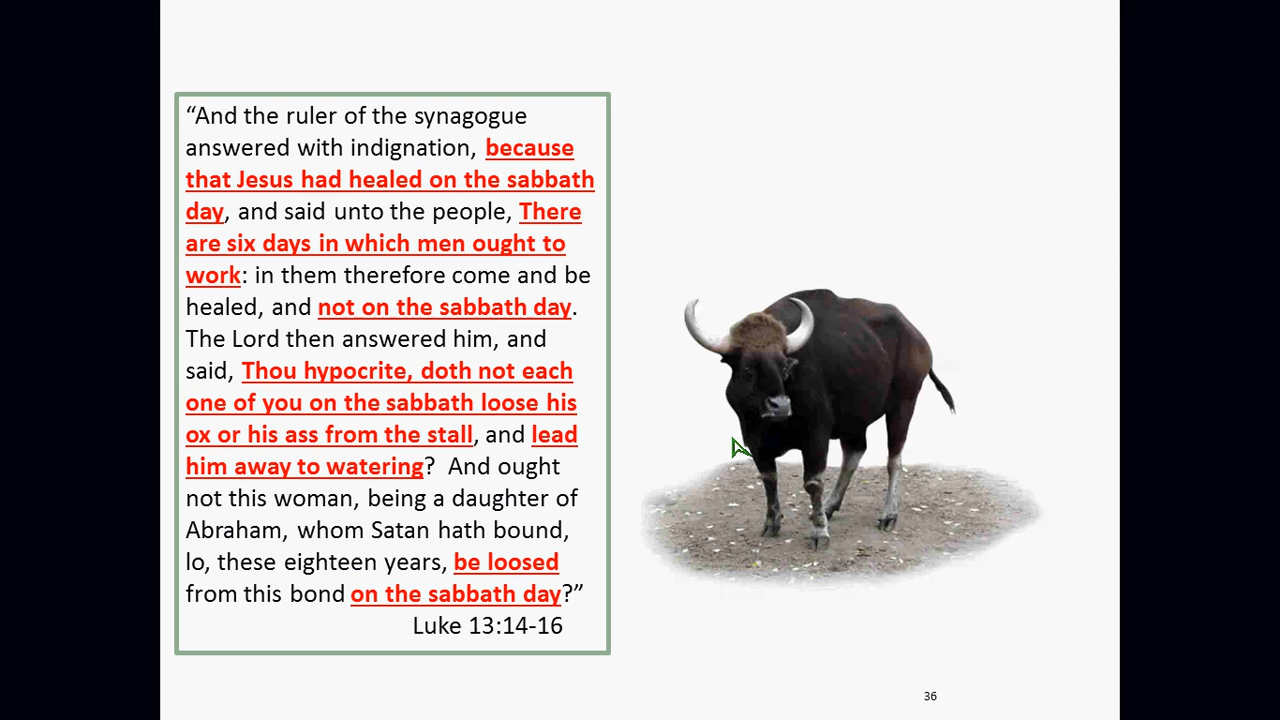 “And the ruler of the synagogue
answered with indignation, because
that Jesus had healed on the sabbath
day, and said unto the people, There
are six days in which men ought to
work: in them therefore come and be
healed, and not on the sabbath day.
The Lord then answered him, and
said, Thou hypocrite, doth not each
one of you on the sabbath loose his
ox or his ass from the stall, and lead
him away to watering?  And ought
not this woman, being a daughter of
Abraham, whom Satan hath bound,
lo, these eighteen years, be loosed
from this bond on the sabbath day?”
Luke 13:14-16
36